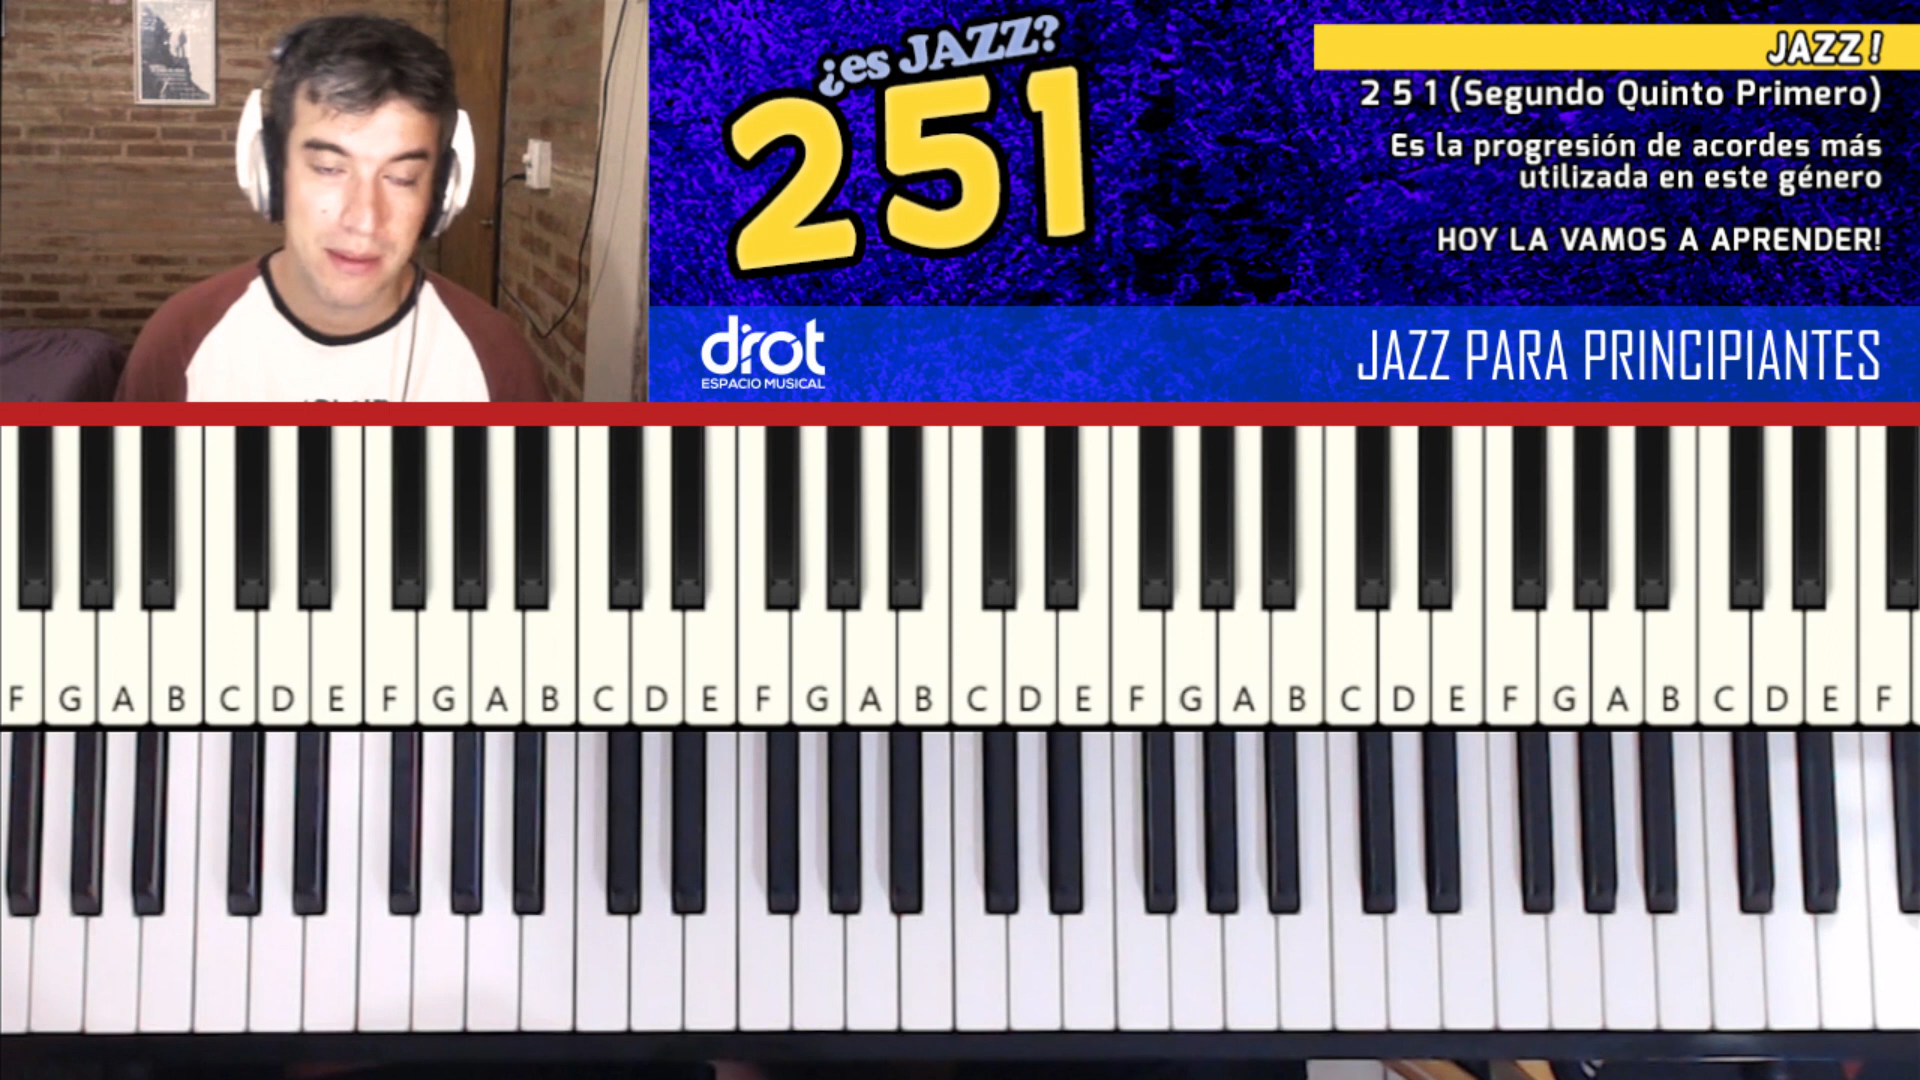 ¿es JAZZ?
251
JAZZ!
2 5 1 (Segundo Quinto Primero)
Es la progresión de acordes más
utilizada en este género
HOY LA VAMOS A APRENDER!
drot
ESPACIO MUSICAL
JAZZ PARA PRINCIPIANTES
F G A B C D E F G A B C D E F G A B C D E F G A B C D E F G A B C D E F